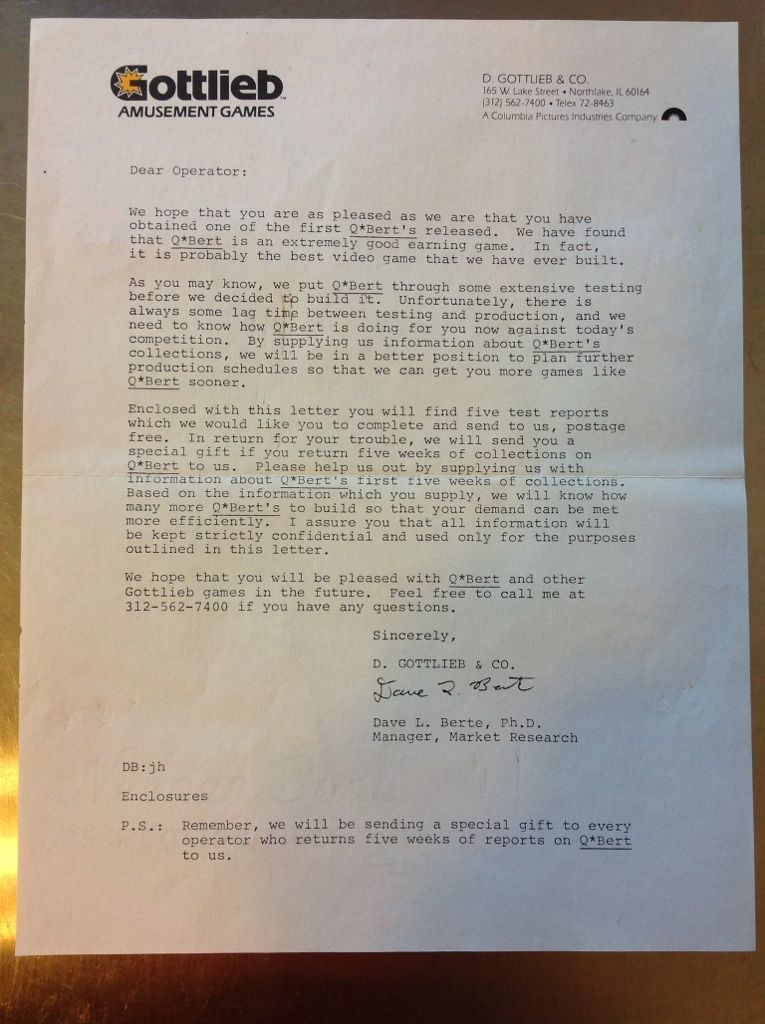 Gottlieb
AMUSEMENT GAMES
D. GOTTLIEB & CO.
165 W. Lake Street • Northlake, IL 60164
(312) 562-7400 • Telex 72-8463
A Columbia Pictures Industries Company
Dear Operator:
We hope that you are as pleased as we are that you have
obtained one of the first Q*Bert's released. We have found
that Q*Bert is an extremely good earning game. In fact,
it is probably the best video game that we have ever built.
As you may know, we put Q*Bert through some extensive testing
before we decided to build it. Unfortunately, there is
always some lag time between testing and production, and we
need to know how Q*Bert is doing for you now against today's
competition. By supplying us information about Q*Bert's
collections, we will be in a better position to plan further
production schedules so that we can get you more games like
Q*Bert sooner.
Enclosed with this letter you will find five test reports
which we would like you to complete and send to us, postage
free. In return for your trouble, we will send you a
special gift if you return five weeks of collections on
Q*Bert to us. Please help us out by supplying us with
information about Q*Bert's first five weeks of collections.
Based on the information which you supply, we will know how
many more Q*Bert's to build so that your demand can be met
more efficiently. I assure you that all information will
be kept strictly confidential and used only for the purposes
outlined in this letter.
We hope that you will be pleased with Q*Bert and other
Gottlieb games in the future. Feel free to call me at
312-562-7400 if you have any questions.
Sincerely,
D. GOTTLIEB & CO.
Dave L. Bert
Dave L. Berte, Ph.D.
Manager, Market Research
DB:jh
Enclosures
P.S.: Remember, we will be sending a special gift to every
operator who returns five weeks of reports on Q*Bert
to us.